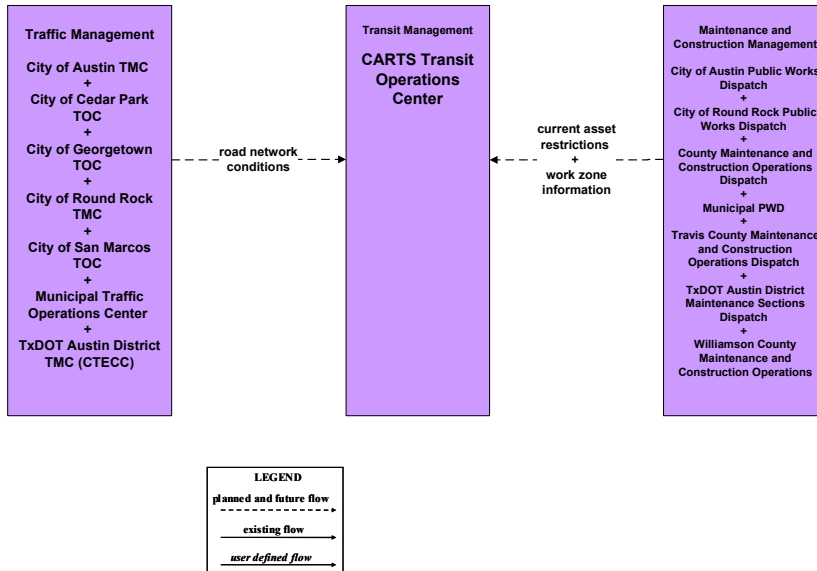 Traffic Management
City of Austin TMC
+
City of Cedar Park
TOC
+
City of Georgetown
TOC
+
City of Round Rock
TMC
+
City of San Marcos
TOC
+
Municipal Traffic
Operations Center
+
TxDOT Austin District
TMC (CTECC)
road network
conditions
Transit Management
CARTS Transit
Operations
Center
current asset
restrictions
+
work zone
information
Maintenance and
Construction Management
City of Austin Public Works
Dispatch
+
City of Round Rock Public
Works Dispatch
+
County Maintenance and
Construction Operations
Dispatch
+
Municipal PWD
+
Travis County Maintenance
and Construction
Operations Dispatch
+
TxDOT Austin District
Maintenance Sections
Dispatch
+
Williamson County
Maintenance and
Construction Operations
LEGEND
planned and future flow
existing flow
user defined flow